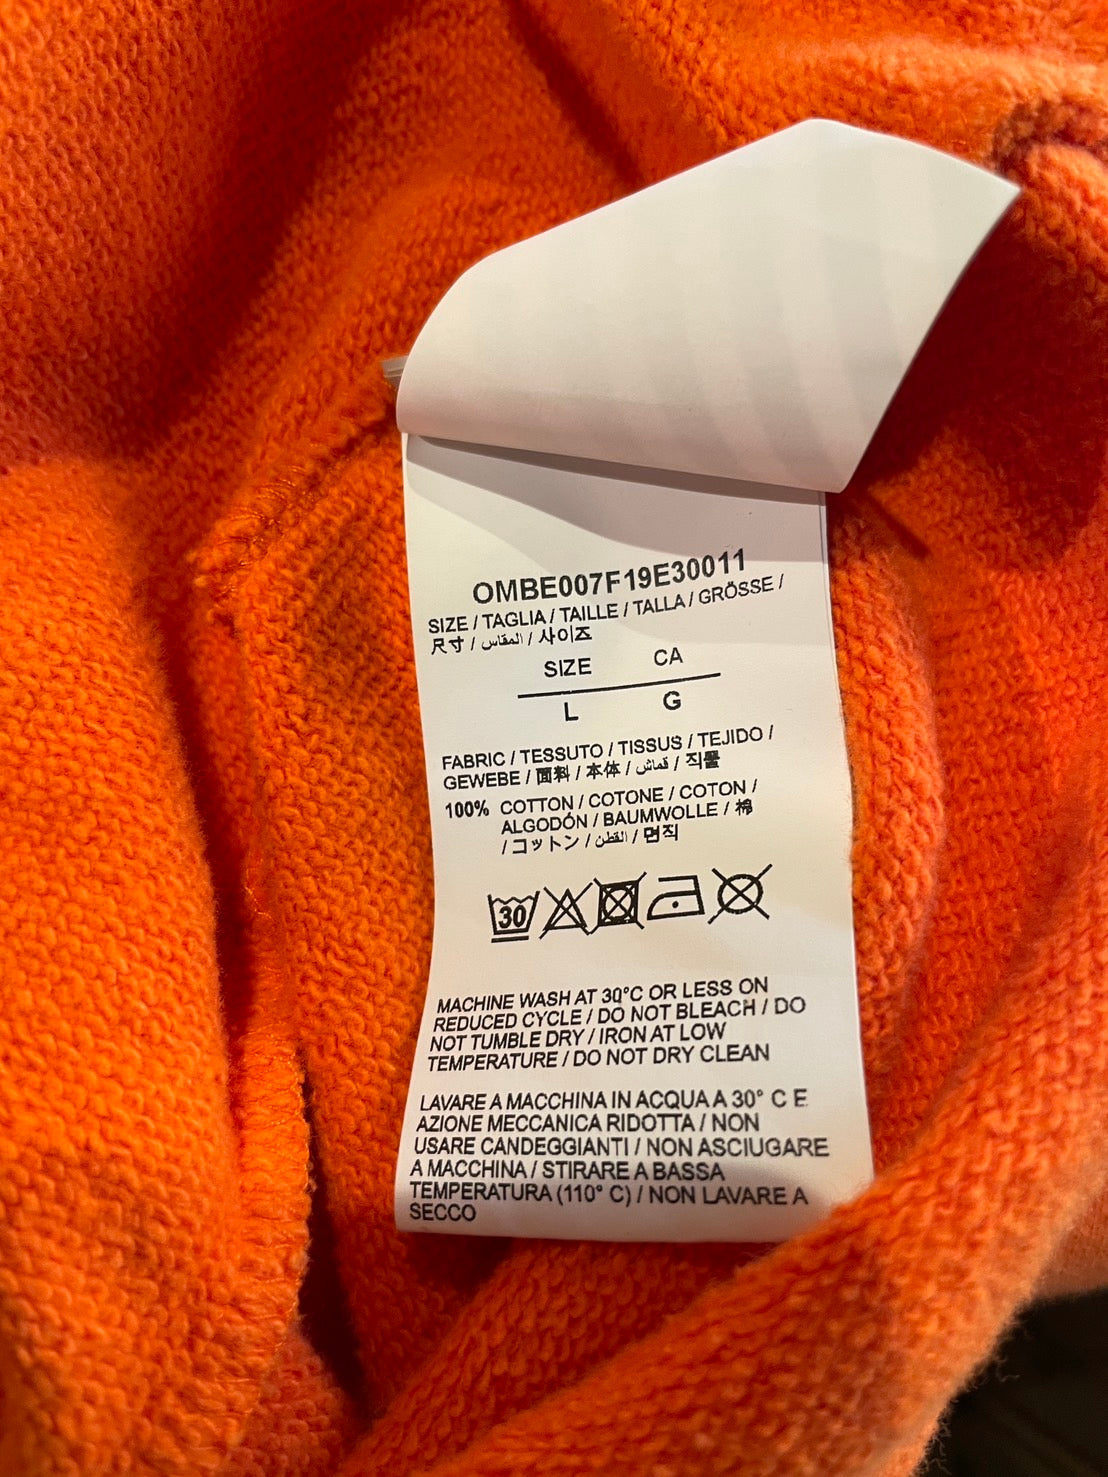 OMBE007F19E30011
SIZE / TAGLIA / TAILLE / TALLA / GRÖSSE /
尺寸 / المقاس / 사이즈
SIZE CA
L G
FABRIC / TESSUTO / TISSUS / TEJIDO /
GEWEBE / 面料 / 本体 / قماش / 직물
100% COTTON / COTONE / COTON /
ALGODÓN / BAUMWOLLE / 棉
/ コットン / القطن / 면직
30
MACHINE WASH AT 30°C OR LESS ON
REDUCED CYCLE / DO NOT BLEACH / DO
NOT TUMBLE DRY / IRON AT LOW
TEMPERATURE / DO NOT DRY CLEAN
LAVARE A MACCHINA IN ACQUA A 30° C E
AZIONE MECCANICA RIDOTTA / NON
USARE CANDEGGIANTI / NON ASCIUGARE
A MACCHINA / STIRARE A BASSA
TEMPERATURA (110° C) / NON LAVARE A
SECCO